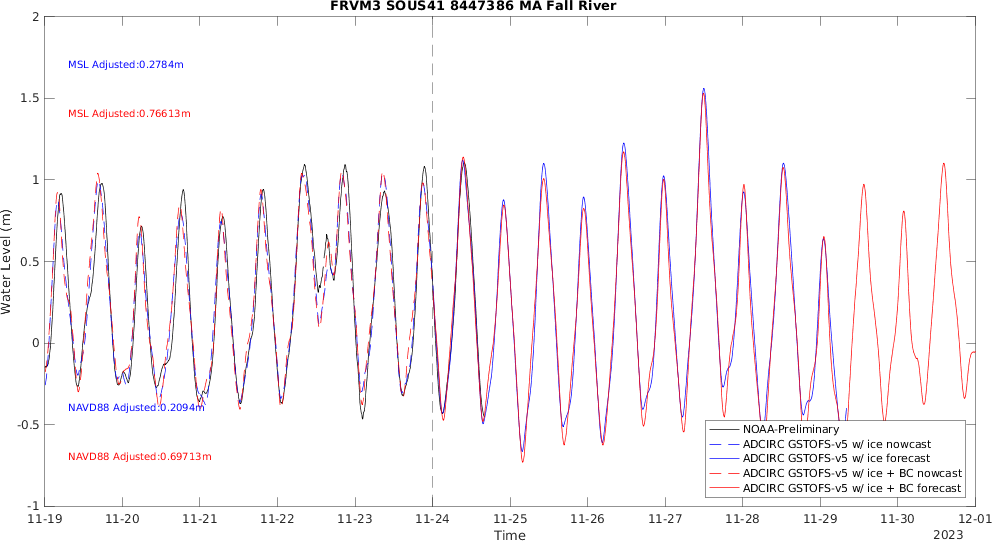 FRVM3 SOUS41 8447386 MA Fall River
2
1.5
1
0.5
0
-0.5
-1
Water Level (m)
MSL Adjusted:0.2784m
MSL Adjusted:0.76613m
NAVD88 Adjusted:0.2094m
NAVD88 Adjusted:0.69713m
NOAA-Preliminary
ADCIRC GSTOFS-v5 w/ ice nowcast
ADCIRC GSTOFS-v5 w/ ice forecast
ADCIRC GSTOFS-v5 w/ ice + BC nowcast
ADCIRC GSTOFS-v5 w/ ice + BC forecast
11-19 11-20 11-21 11-22 11-23 11-24 11-25 11-26 11-27 11-28 11-29 11-30 12-01
Time
2023